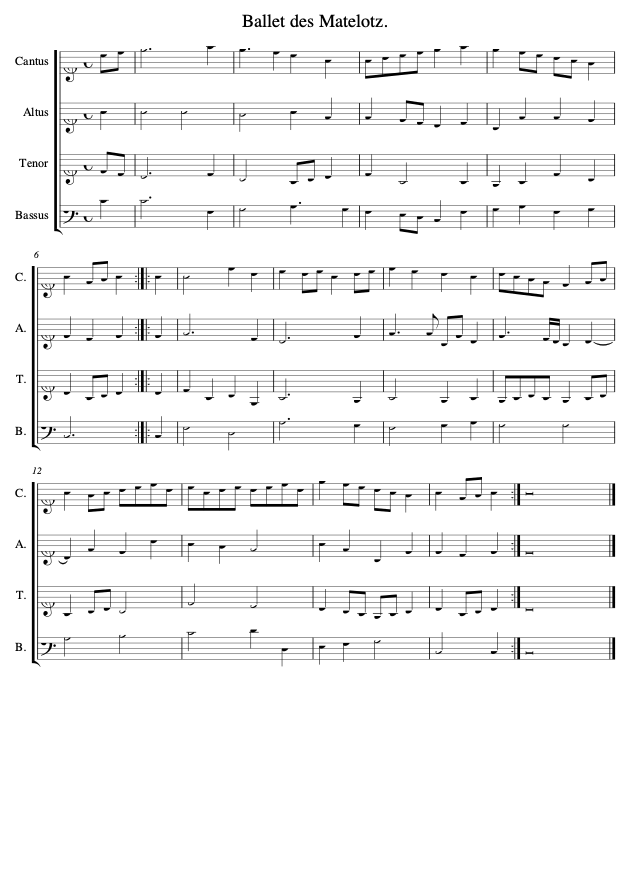 Ballet des Matelotz.
Cantus
Altus
Tenor
Bassus
6
C.
A.
T.
B.
12
C.
A.
T.
B.